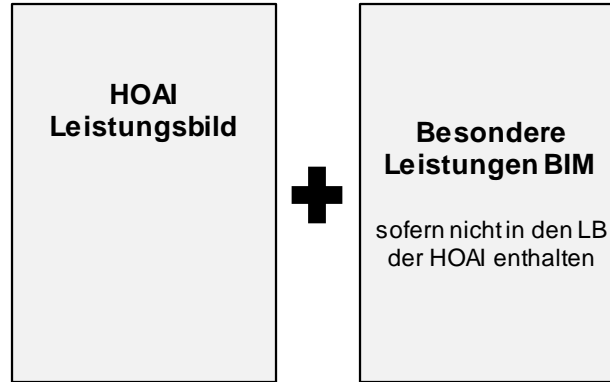 HOAI
Leistungsbild
Besondere
Leistungen BIM
sofern nicht in den LB
der HOAI enthalten